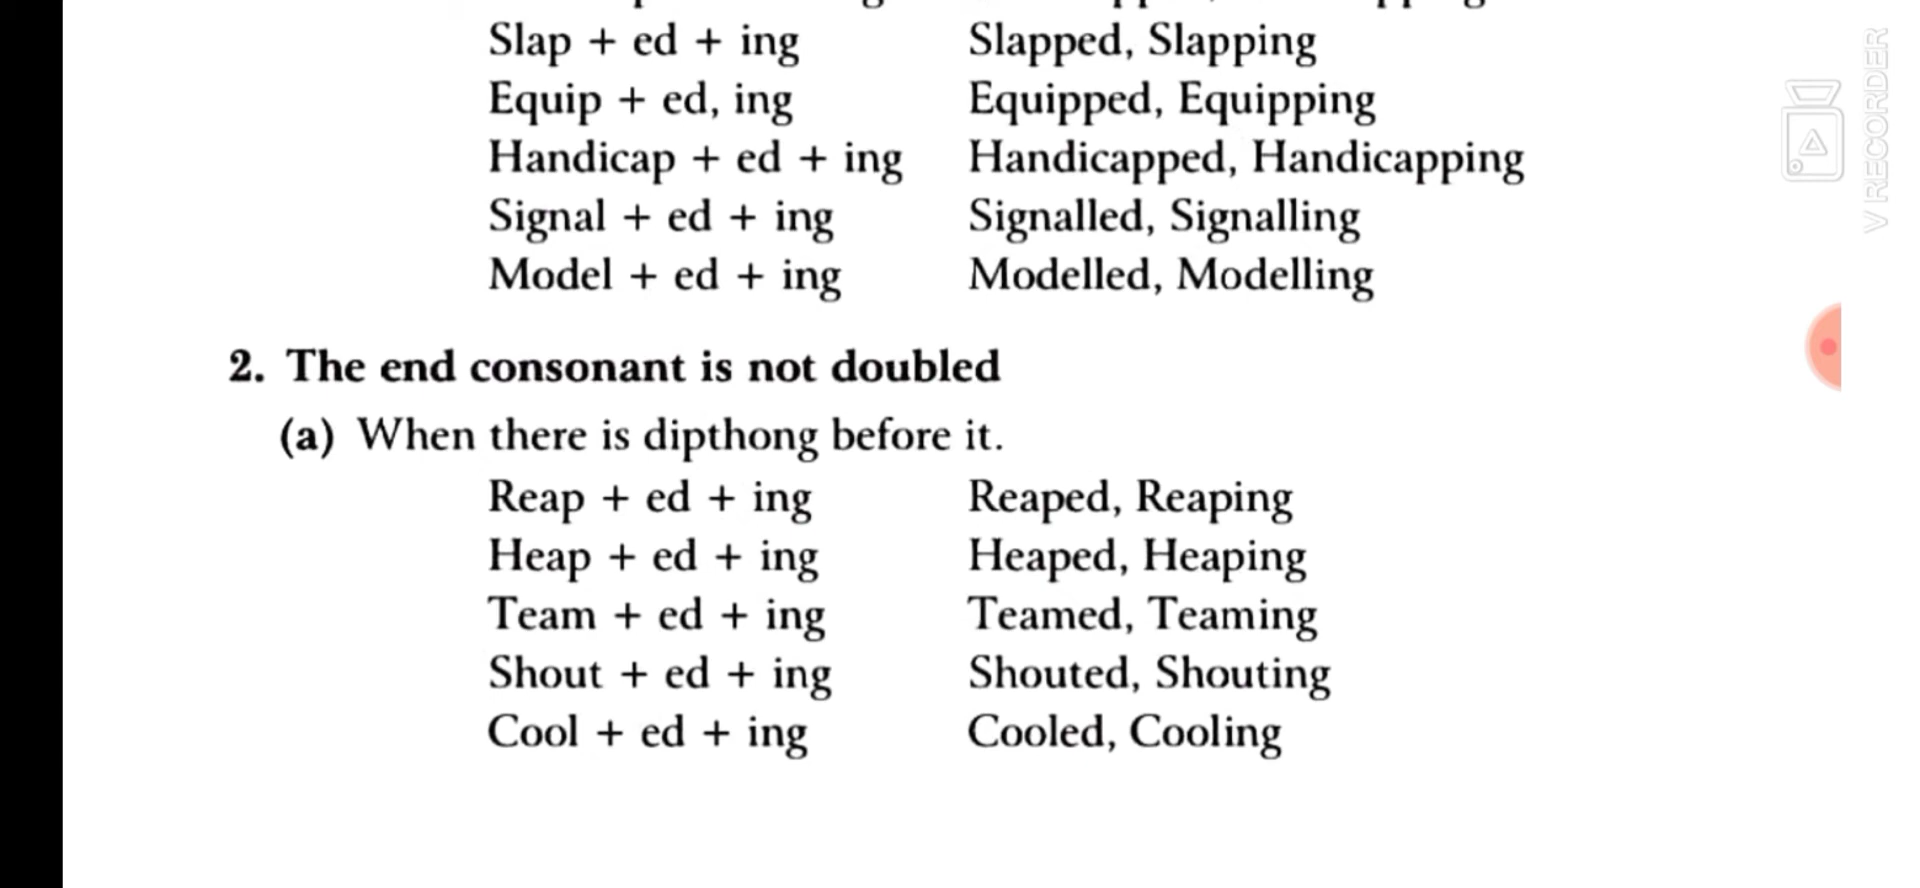 Slap + ed + ing Slapped, Slapping
Equip + ed, ing Equipped, Equipping
Handicap + ed + ing Handicapped, Handicapping
Signal + ed + ing Signalled, Signalling
Model + ed + ing Modelled, Modelling
2. The end consonant is not doubled
(a) When there is dipthong before it.
Reap + ed + ing Reaped, Reaping
Heap + ed + ing Heaped, Heaping
Team + ed + ing Teamed, Teaming
Shout + ed + ing Shouted, Shouting
Cool + ed + ing Cooled, Cooling
V RECORDER